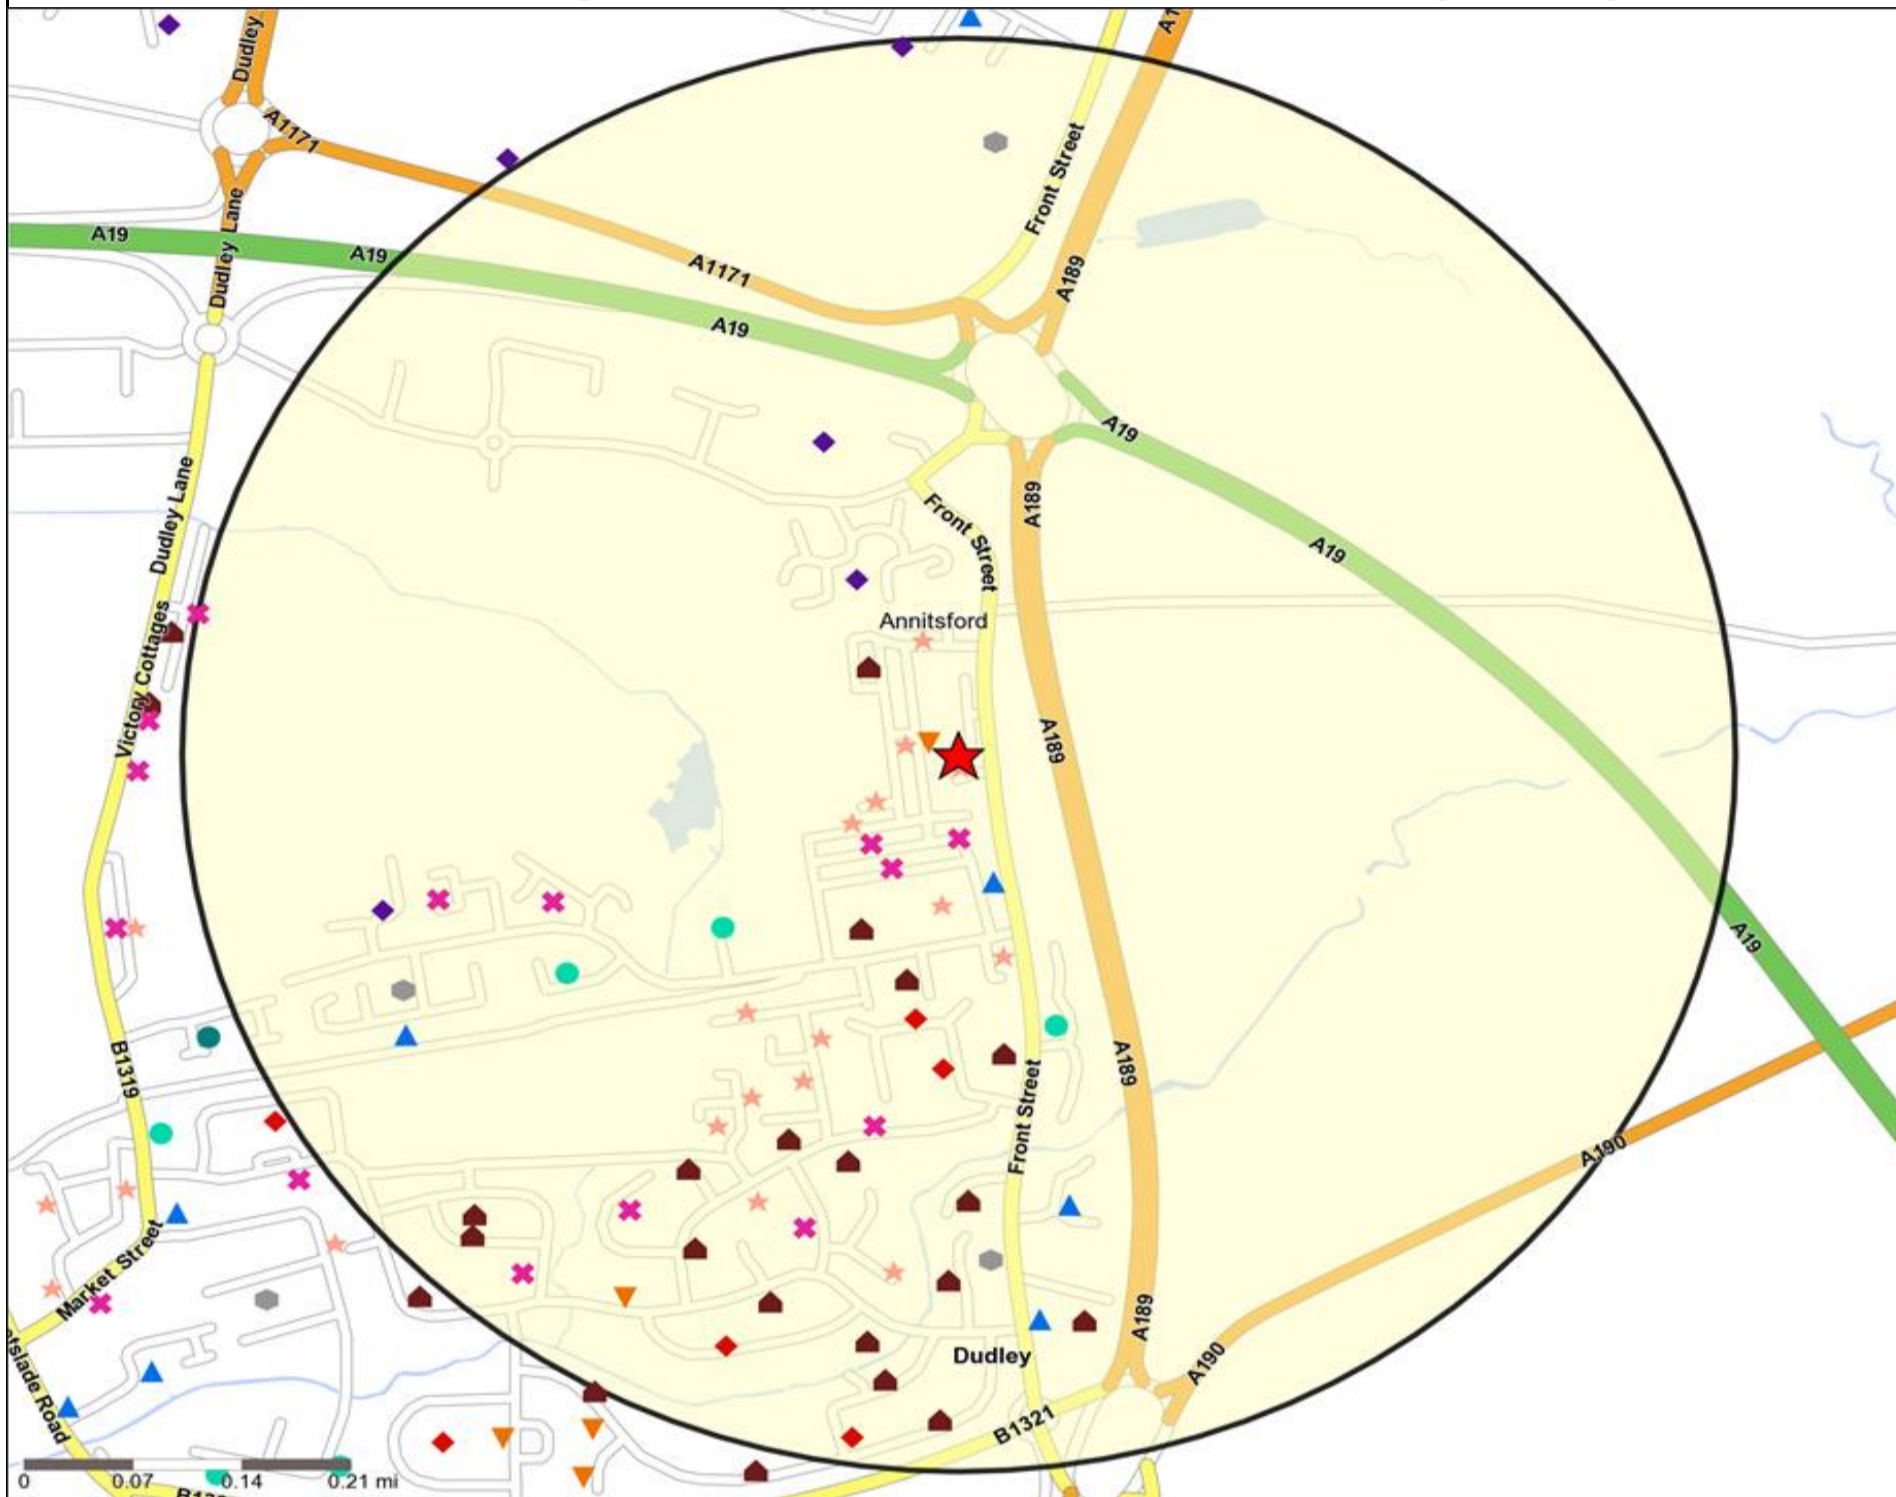 Dudley
A1
A1171
Front Street
Dudley Lane
A19
A19
A1171
A189
A19
A19
Dudley Lane
A189
Front Street
A19
Annitsford
Victory Cottages
A189
A19
B1319
A189
Front Street
A190
Market Street
A189
Dudley
A190
B1321
0 0.07 0.14 0.21 mi